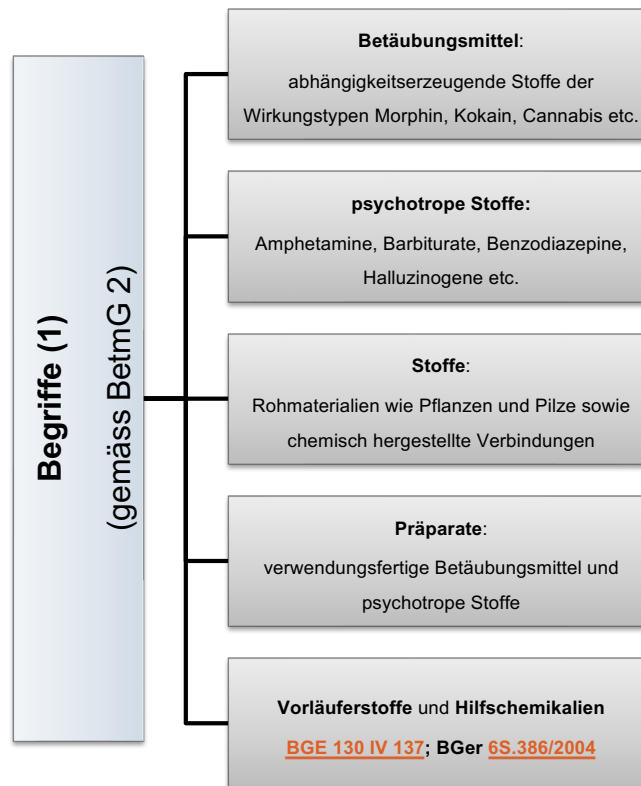 Begriffe (1)
(gemäss BetmG 2)
Betäubungsmittel:
abhängigkeitserzeugende Stoffe der
Wirkungstypen Morphin, Kokain, Cannabis etc.
psychotrope Stoffe:
Amphetamine, Barbiturate, Benzodiazepine,
Halluzinogene etc.
Stoffe:
Rohmaterialien wie Pflanzen und Pilze sowie
chemisch hergestellte Verbindungen
Präparate:
verwendungsfertige Betäubungsmittel und
psychotrope Stoffe
Vorläuferstoffe und Hilfschemikalien
BGE 130 IV 137; BGer 6S.386/2004